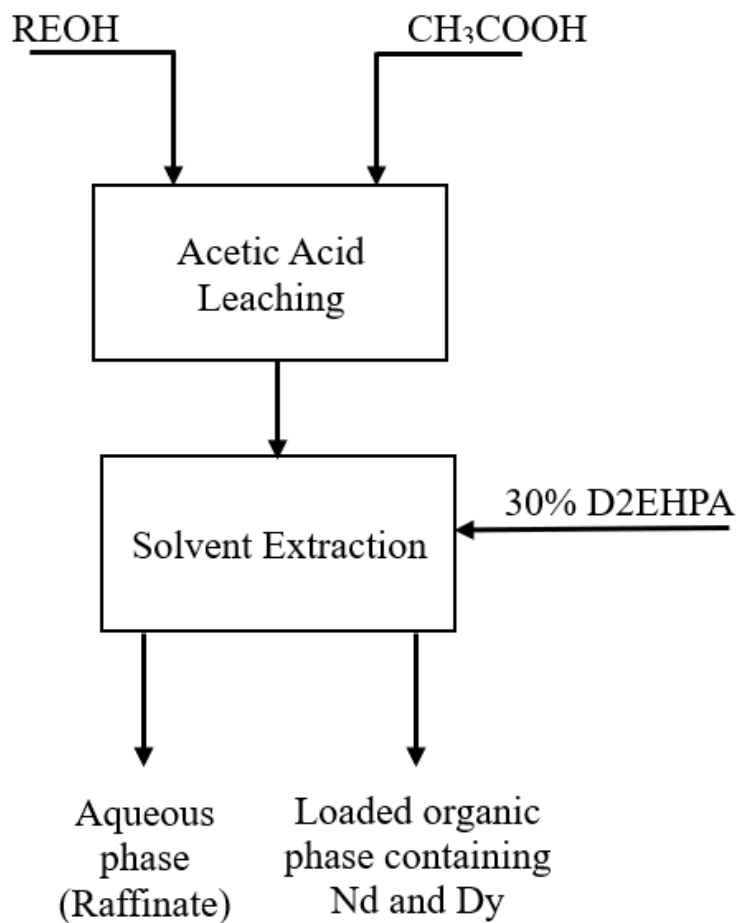 REOH
CH₃COOH
Acetic Acid
Leaching
30% D2EHPA
Solvent Extraction
Aqueous
phase
(Raffinate)
Loaded organic
phase containing
Nd and Dy